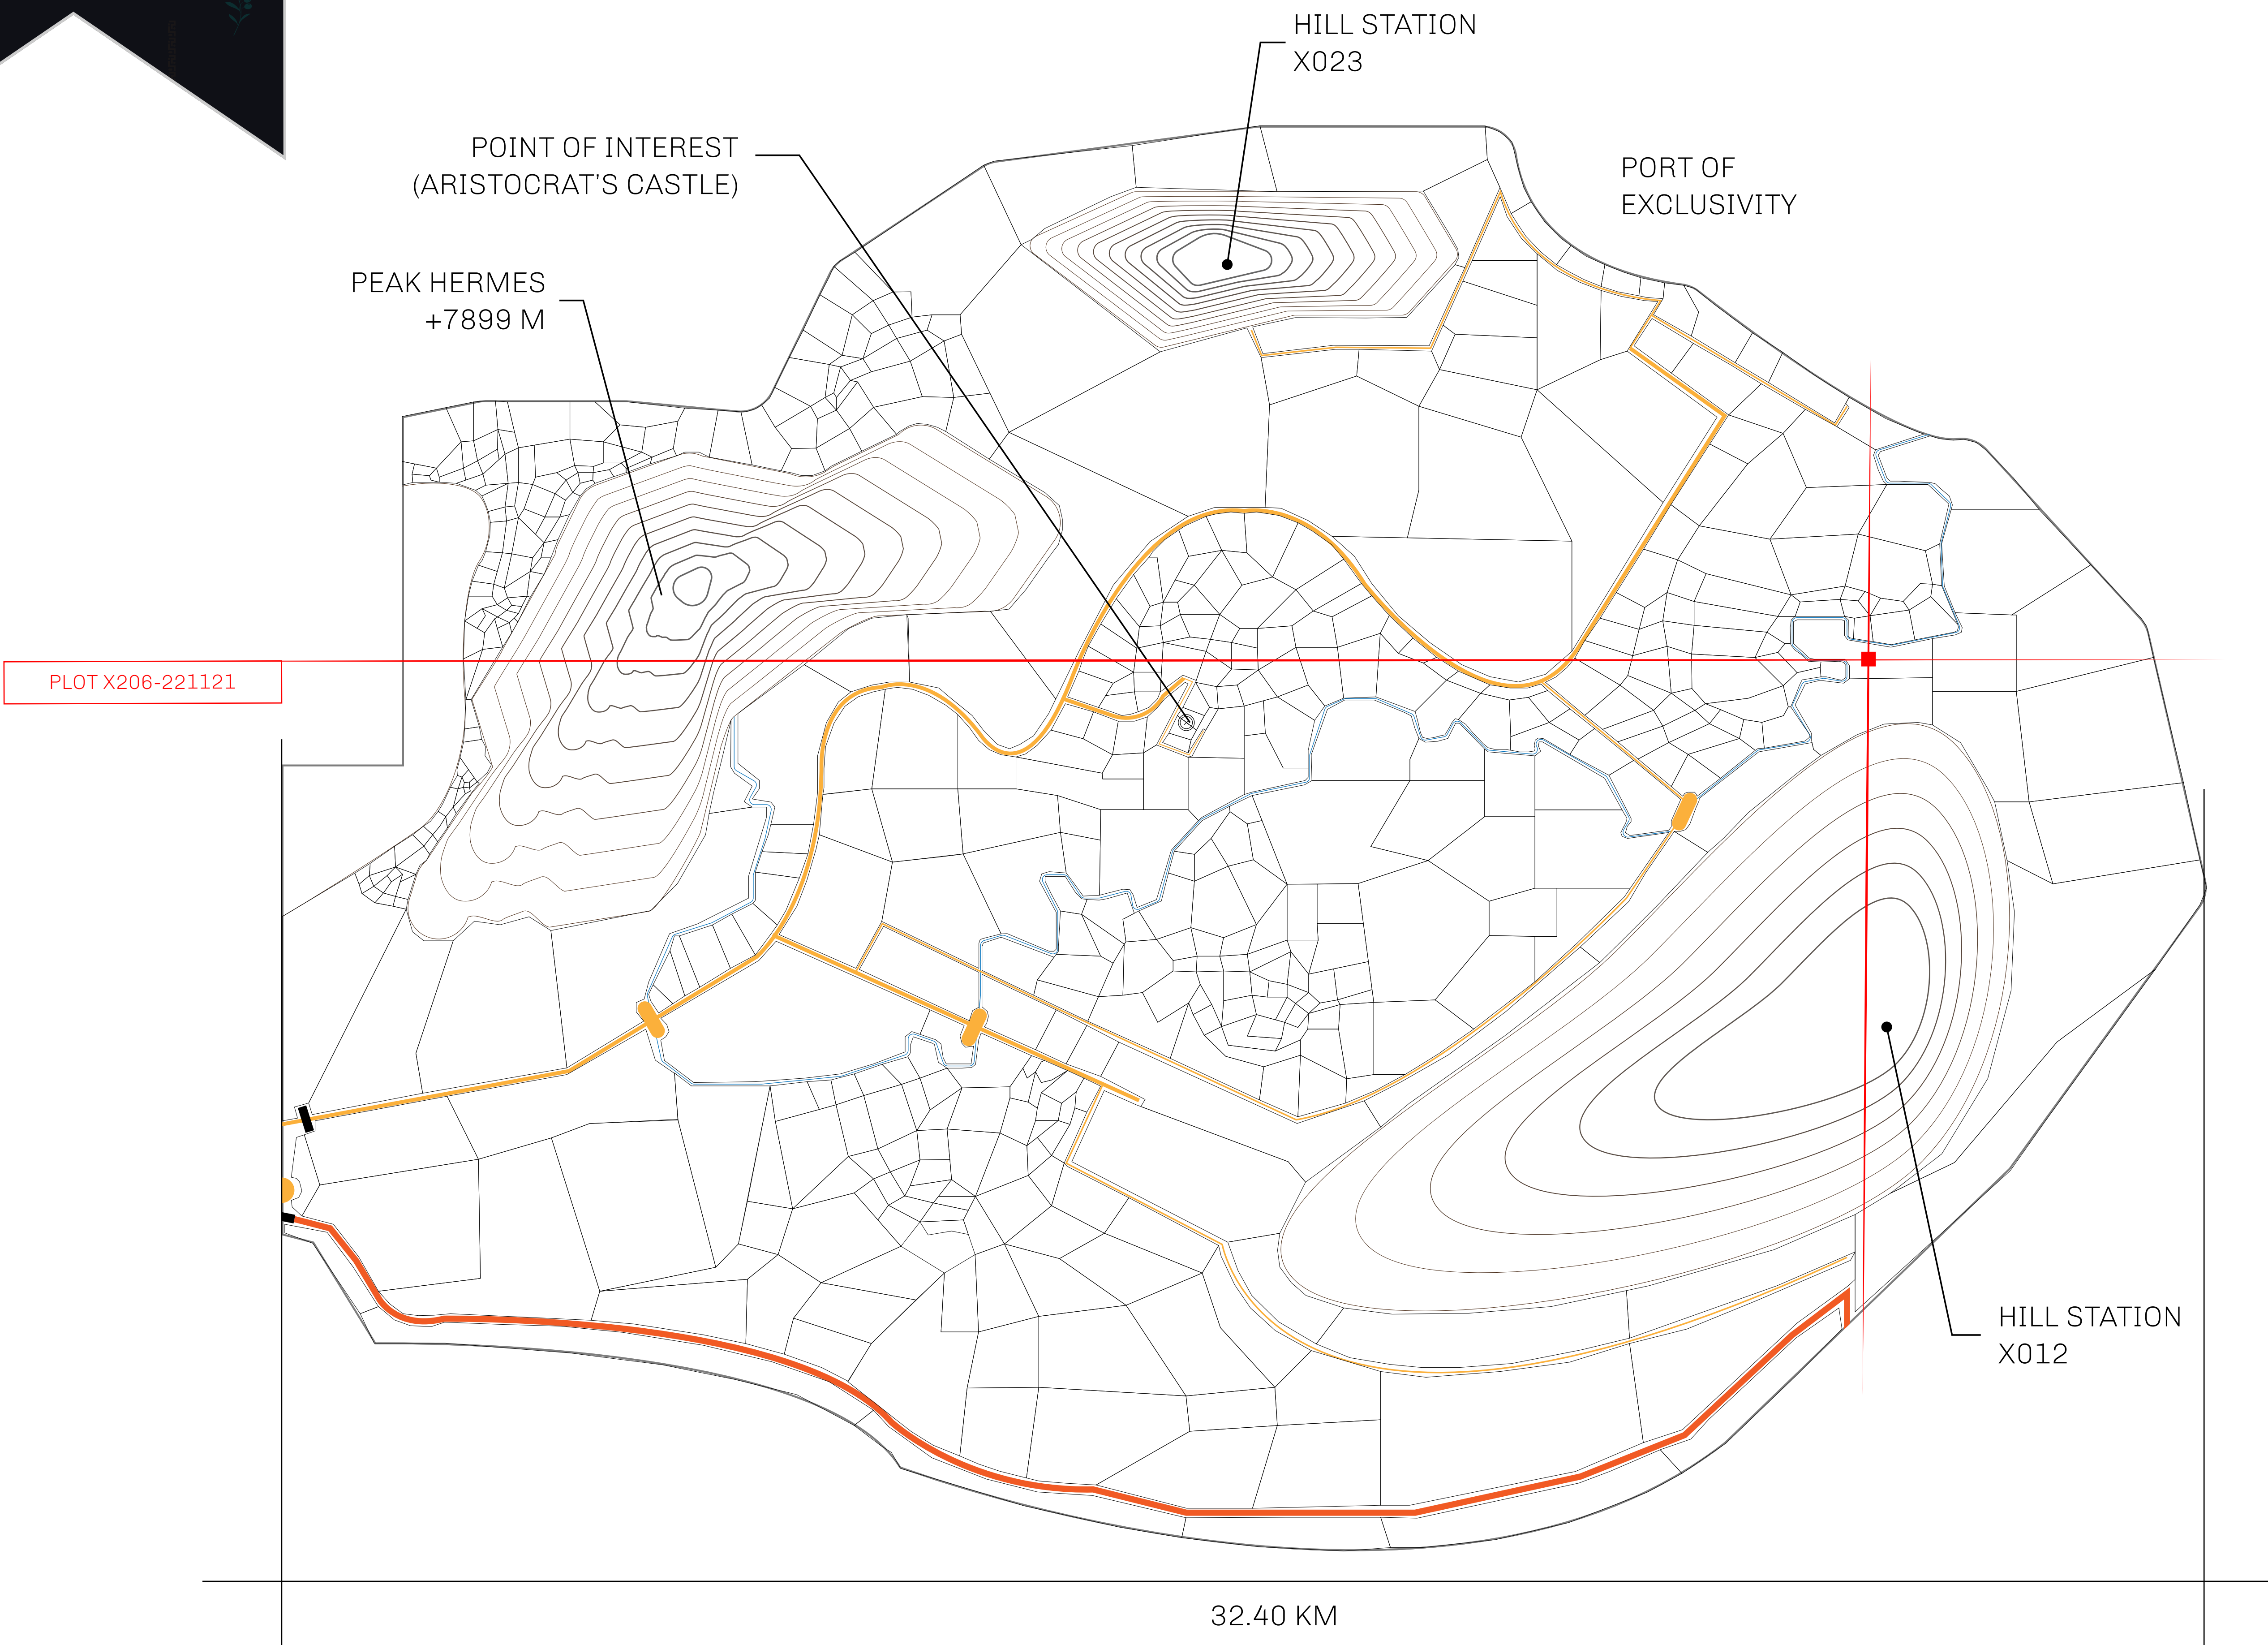 HILL STATION
X023
POINT OF INTEREST
(ARISTOCRAT'S CASTLE)
PORT OF
EXCLUSIVITY
PEAK HERMES
+7899 M
PLOT X206-221121
HILL STATION
X012
32.40 KM